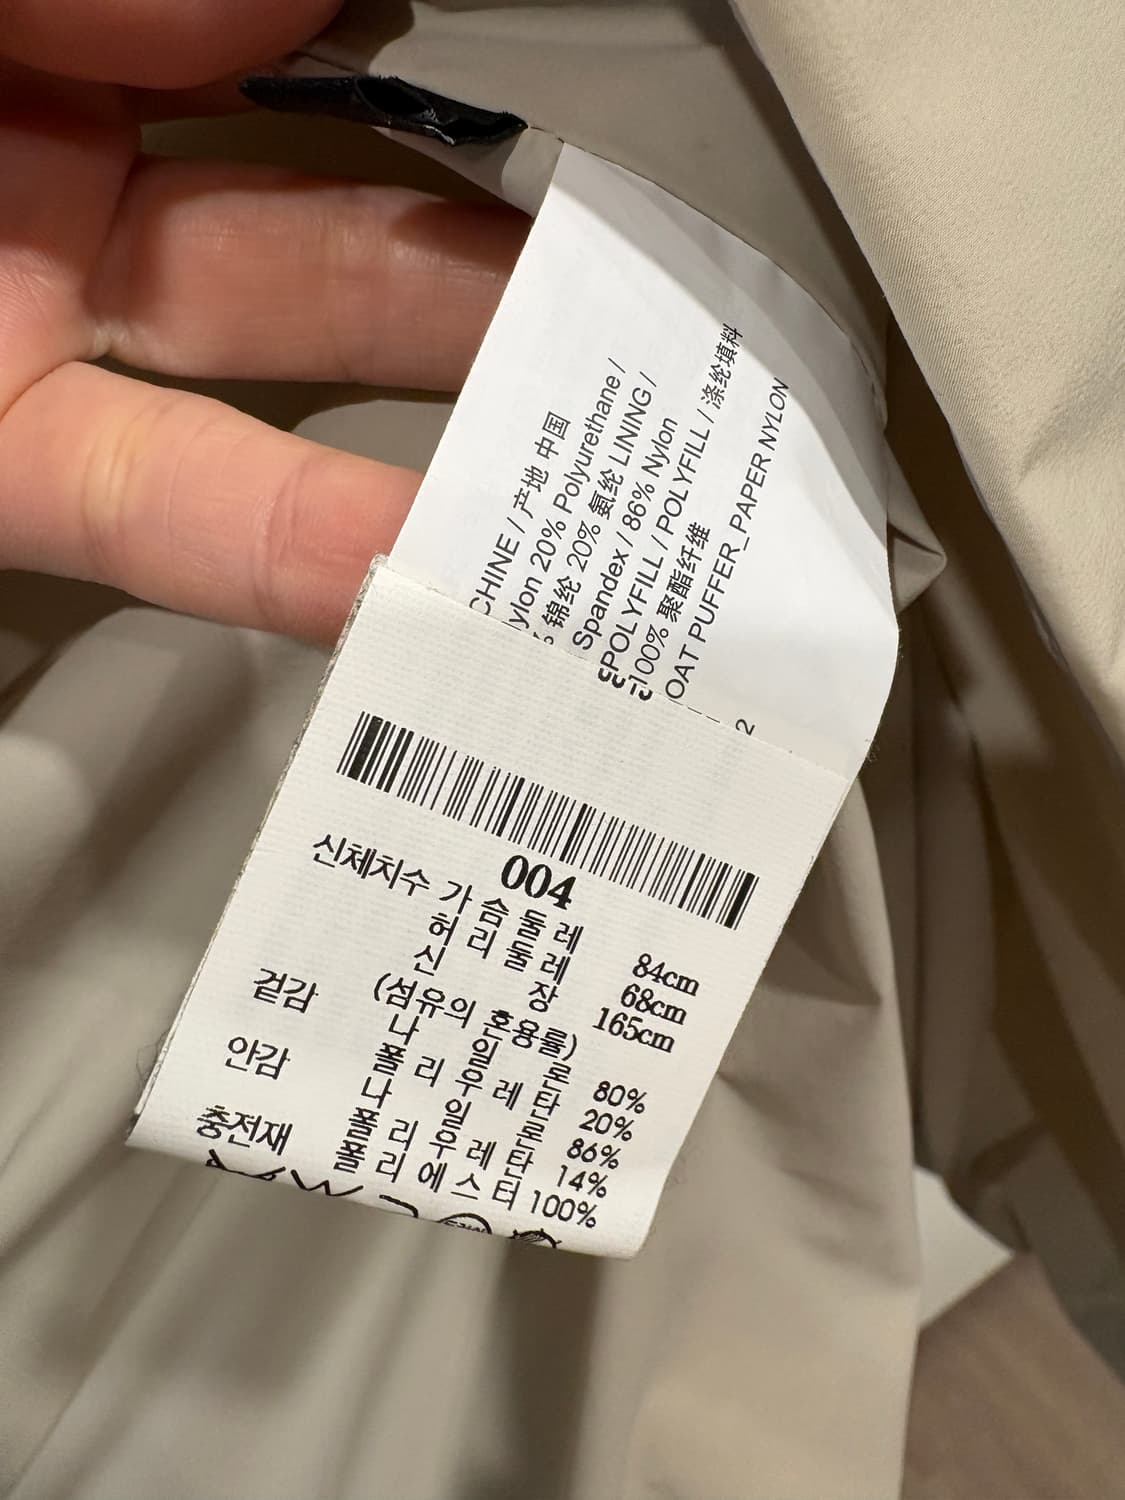 CHINE / 产地 中国
ylon 20% Polyurethane /
% 锦纶 20% 氨纶 LINING /
Spandex / 86% Nylon
POLYFILL / POLYFILL / 涤纶填料
100% 聚酯纤维
OAT PUFFER_PAPER NYLON
2
004
신체치수 가슴둘레 84cm
허리둘레 68cm
신장 165cm
겉감 (섬유의 혼용률)
나일론 80%
폴리우레탄 20%
안감 나일론 86%
폴리우레탄 14%
충전재 폴리에스터 100%